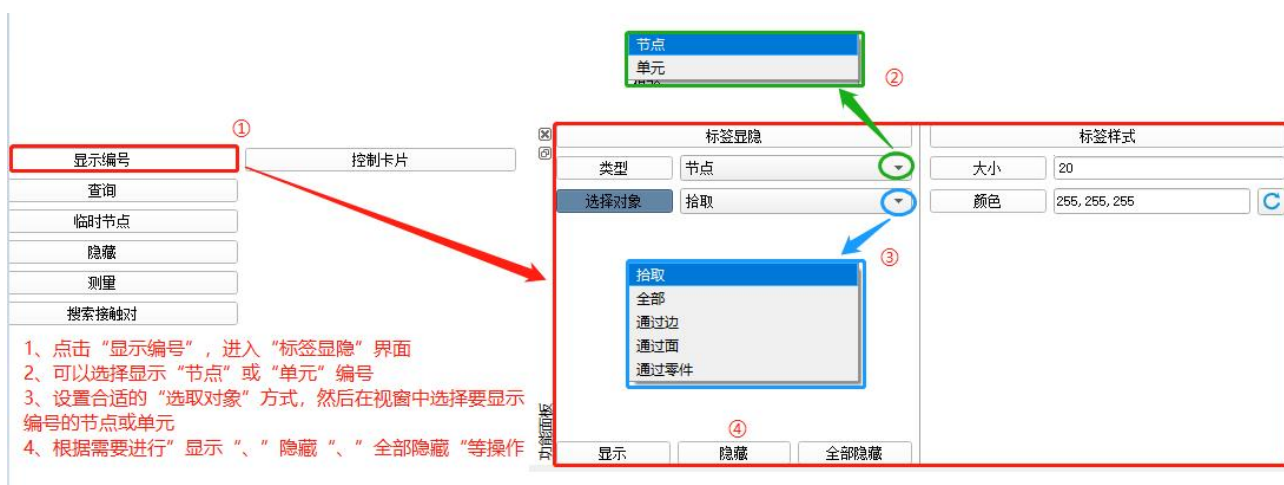 节点
单元
②
①
显示编号
控制卡片
查询
临时节点
隐藏
测量
搜索接触对
1、点击“显示编号”，进入“标签显隐”界面
2、可以选择显示“节点”或“单元”编号
3、设置合适的“选取对象”方式，然后在视窗中选择要显示
编号的节点或单元
4、根据需要进行”显示“、”隐藏“、”全部隐藏“等操作
标签显隐
标签样式
类型
节点
大小
20
选择对象
拾取
颜色
255, 255, 255
③
拾取
全部
通过边
通过面
通过零件
④
功能面板
显示
隐藏
全部隐藏